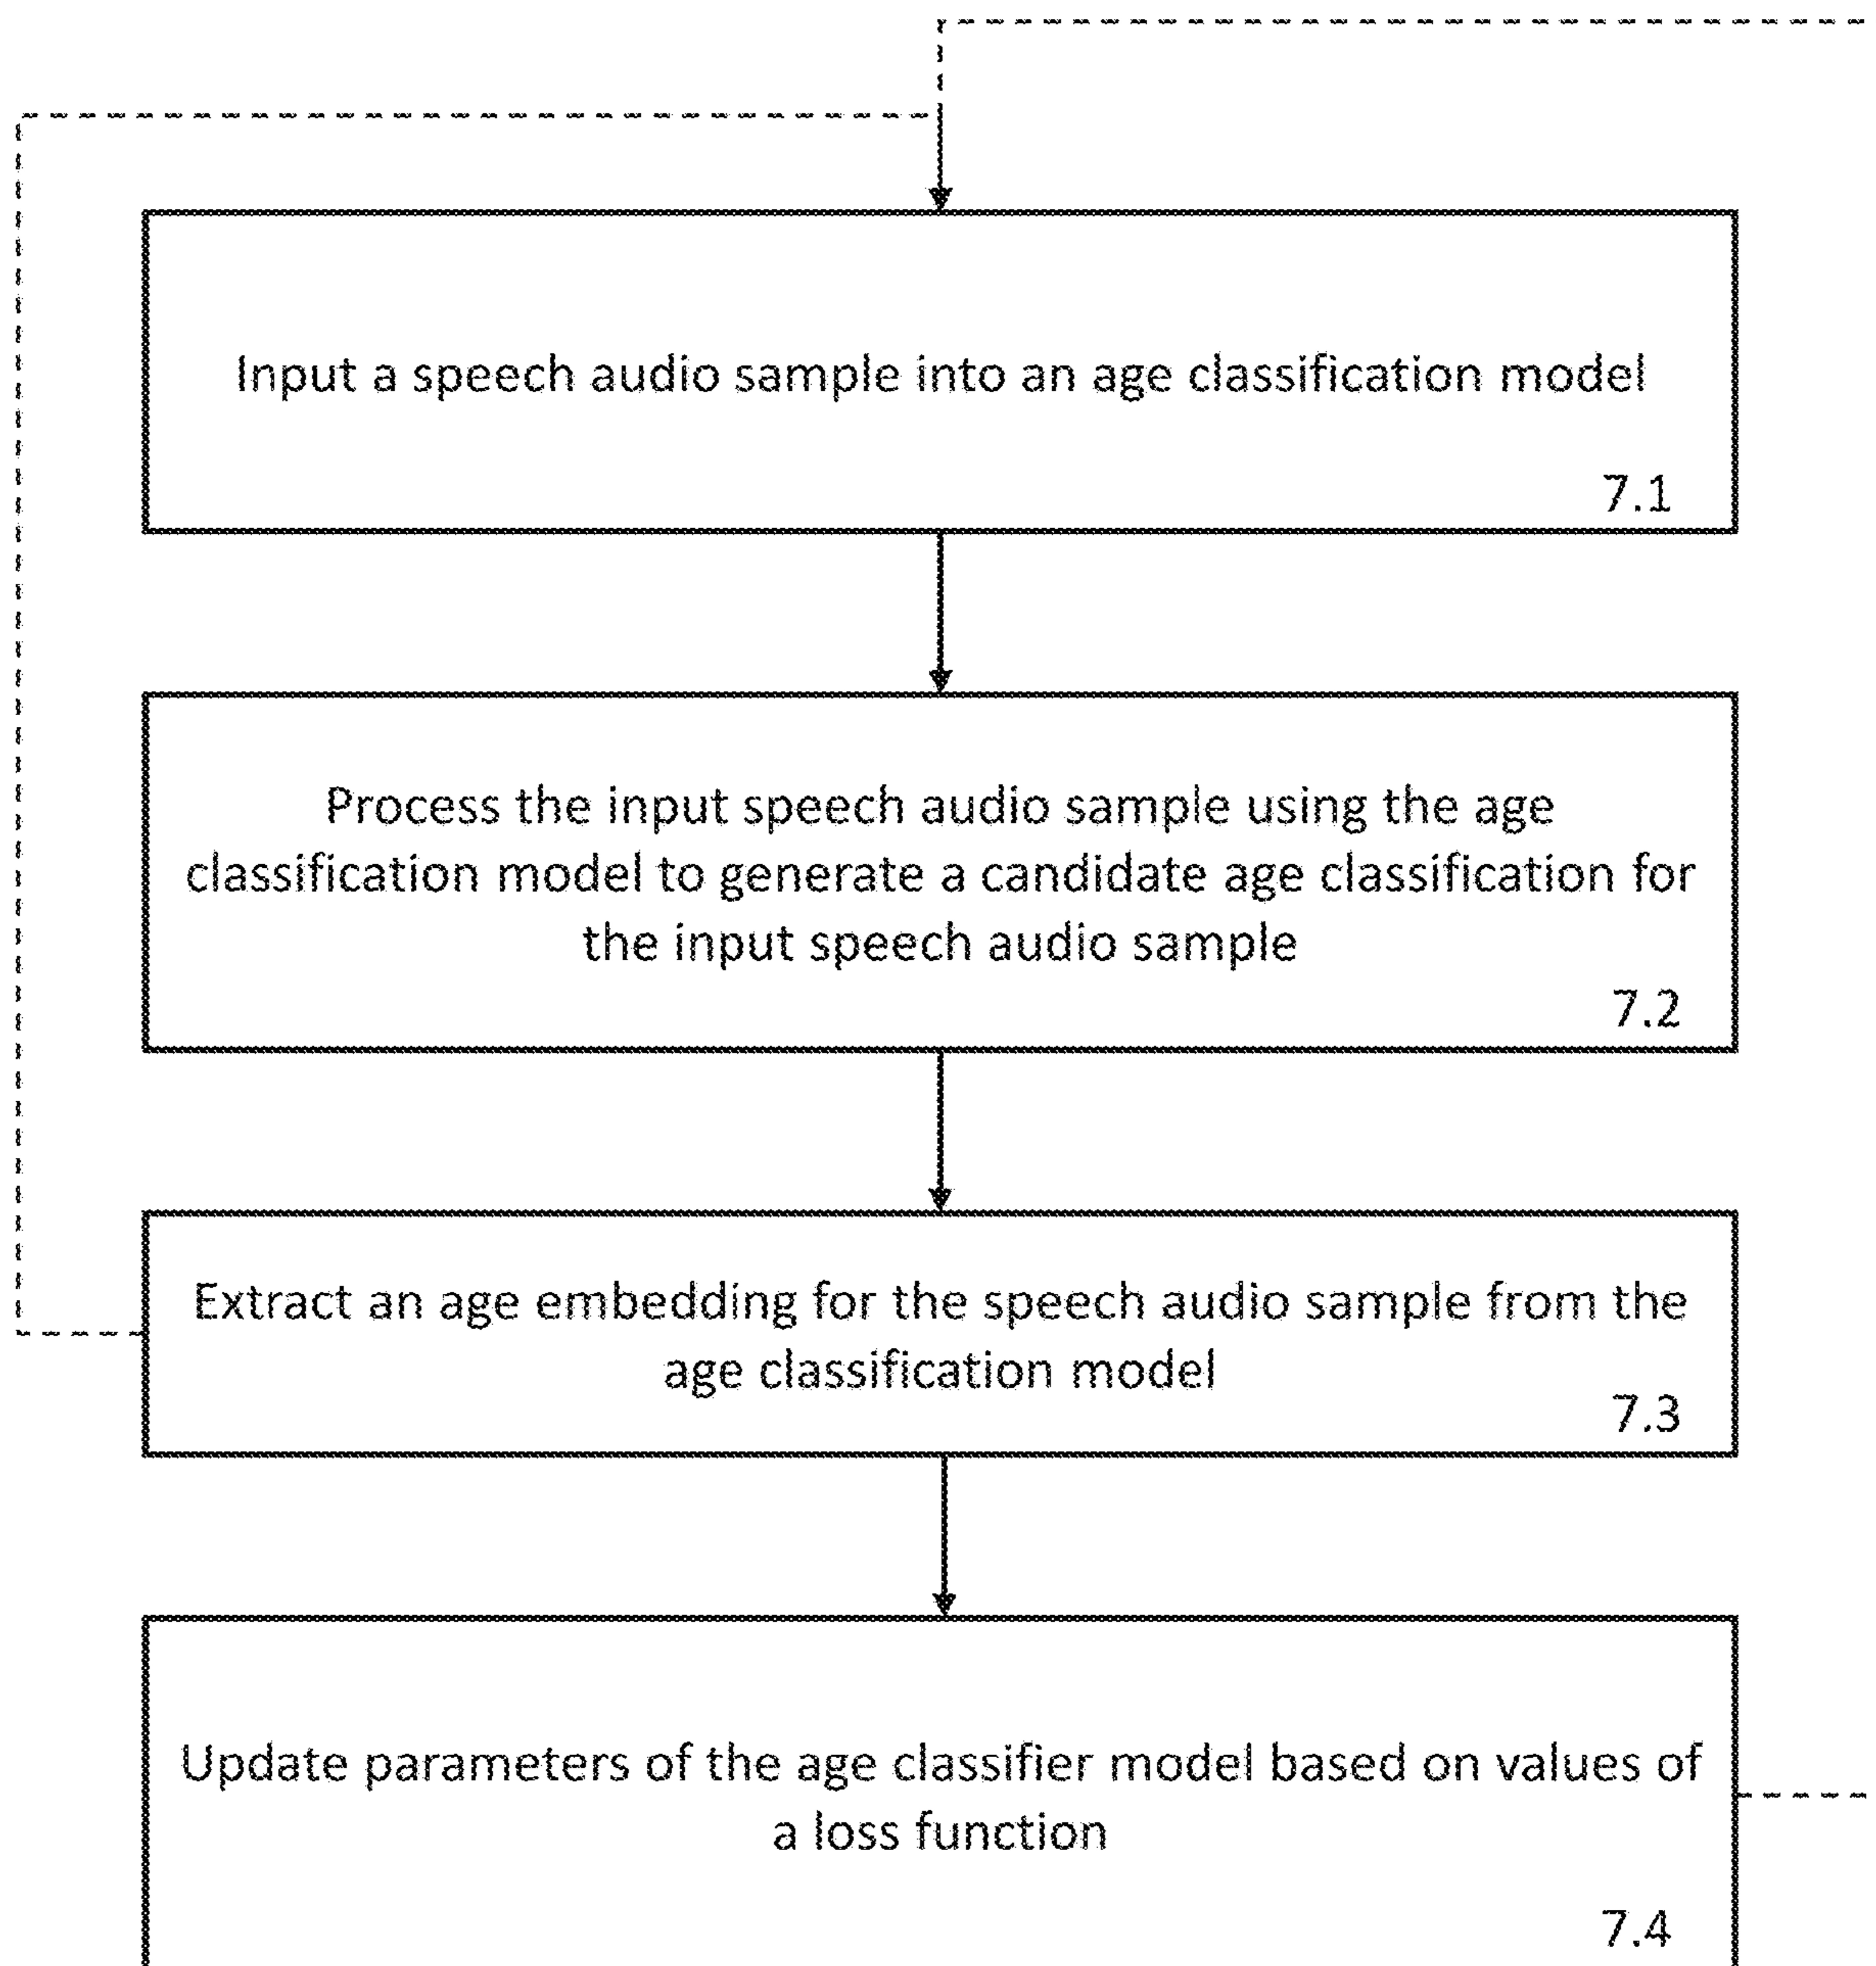 Input a speech audio sample into an age classification model
7.1
Process the input speech audio sample using the age
classification model to generate a candidate age classification for
the input speech audio sample
7.2
Extract an age embedding for the speech audio sample from the
age classification model
7.3
Update parameters of the age classifier model based on values of
a loss function
7.4